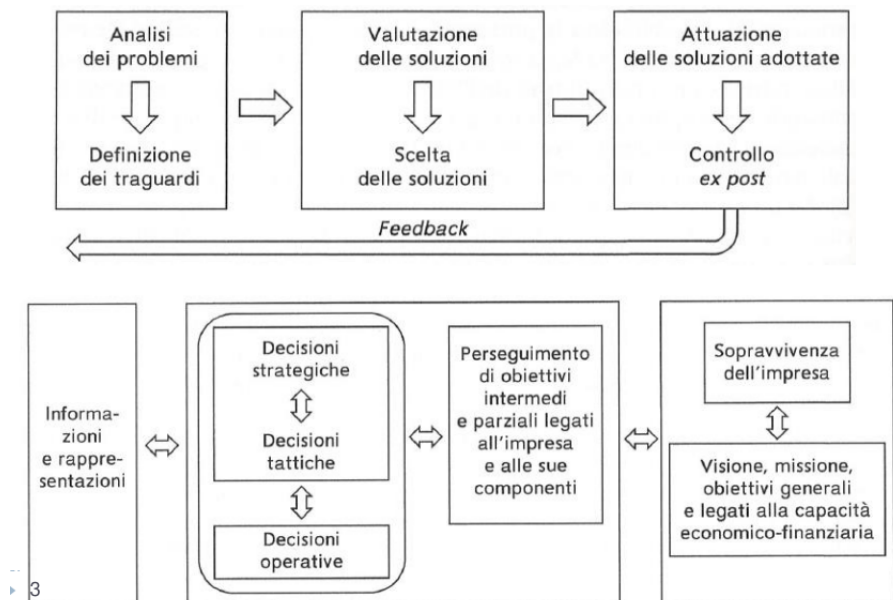 Analisi
dei problemi
Definizione
dei traguardi
Valutazione
delle soluzioni
Scelta
delle soluzioni
Attuazione
delle soluzioni adottate
Controllo
ex post
Feedback
Informa-
zioni
e rappre-
sentazioni
Decisioni
strategiche
Decisioni
tattiche
Decisioni
operative
Perseguimento
di obiettivi
intermedi
e parziali legati
all'impresa
e alle sue
componenti
Sopravvivenza
dell'impresa
Visione, missione,
obiettivi generali
e legati alla capacità
economico-finanziaria
3